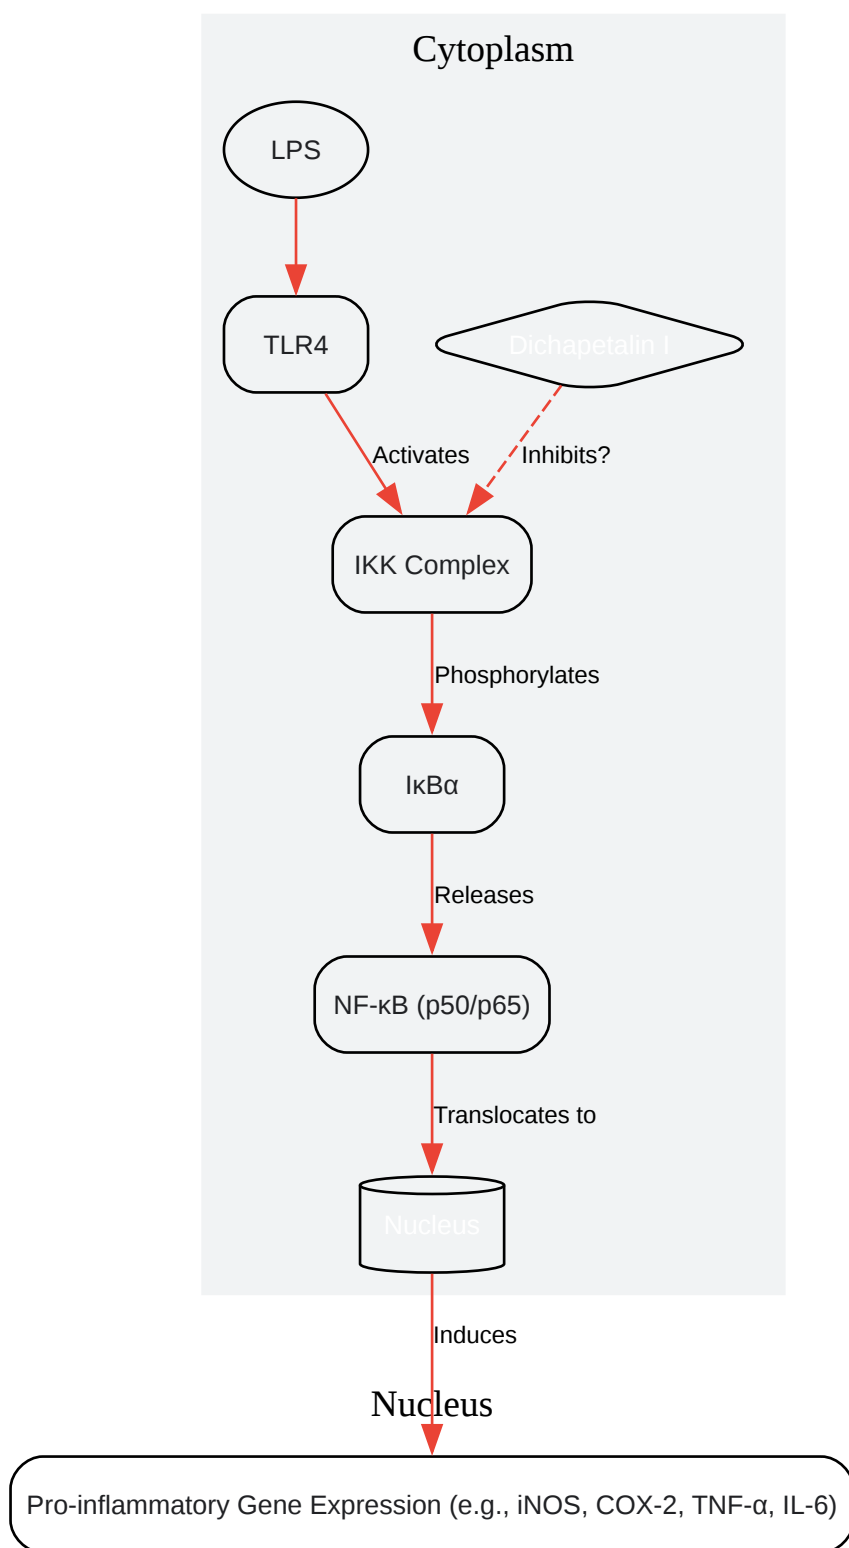 Cytoplasm
LPS
TLR4
Dichapetalin I
Activates
Inhibits?
IKK Complex
Phosphorylates
IκBα
Releases
NF-κB (p50/p65)
Translocates to
Nucleus
Induces
Nucleus
Pro-inflammatory Gene Expression (e.g., iNOS, COX-2, TNF-α, IL-6)